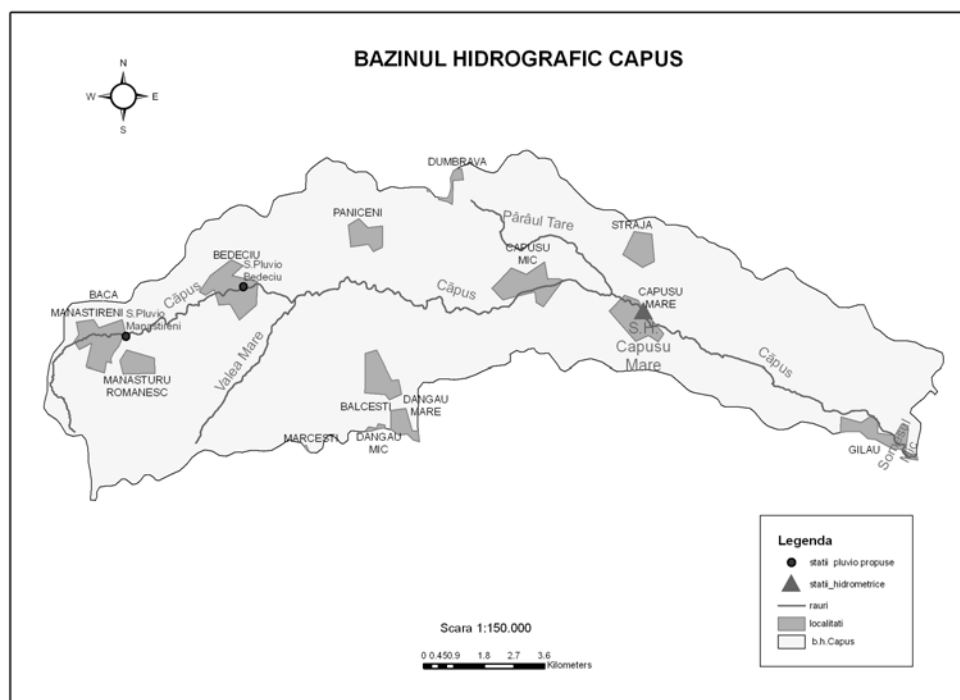 BAZINUL HIDROGRAFIC CAPUS
N
W E
S
DUMBRAVA
PANICENI
Pârâul Tare
STRAJA
BEDECIU
S.Pluvio
Bedeciu
CAPUSU
MIC
BACA
Căpus
Căpus
CAPUSU
MARE
MANASTIRENI
S.Pluvio
Manastireni
S.H.
Capusu
Mare
Valea Mare
Căpus
MANASTURU
ROMANESC
BALCESTI
DANGAU
MARE
MARCESTI
DANGAU
MIC
GILAU
Somesul
Mic
Legenda
statii pluvio propuse
statii_hidrometrice
rauri
localitati
b.h.Capus
Scara 1:150.000
0 0.450.9 1.8 2.7 3.6
Kilometers